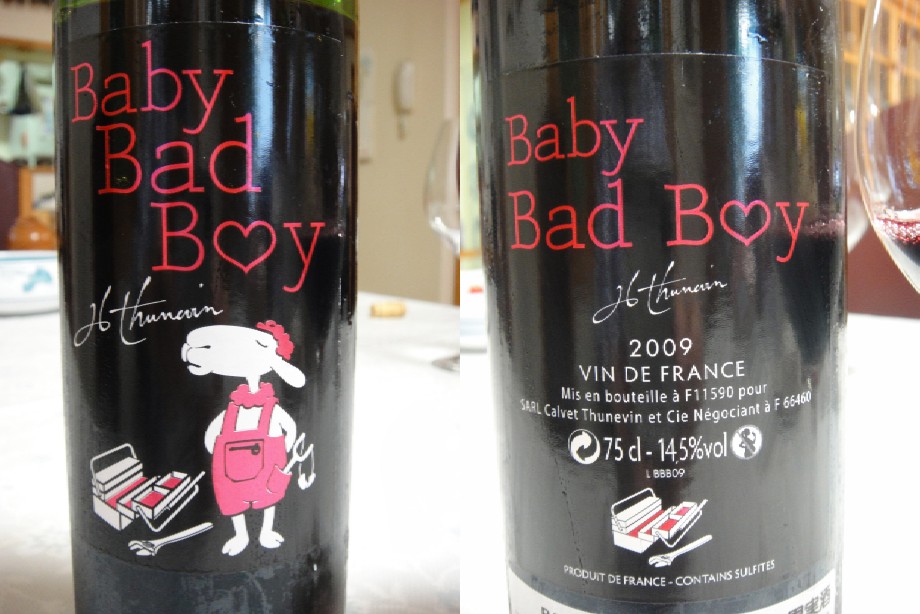 Baby
Bad
Boy
JL Thunevin
Baby
Bad Boy
JL Thunevin
2009
VIN DE FRANCE
Mis en bouteille à F11590 pour
SARL Calvet Thunevin et Cie Négociant à F 66460
75 cl - 14,5%vol
L BBB09
PRODUIT DE FRANCE - CONTAINS SULFITES